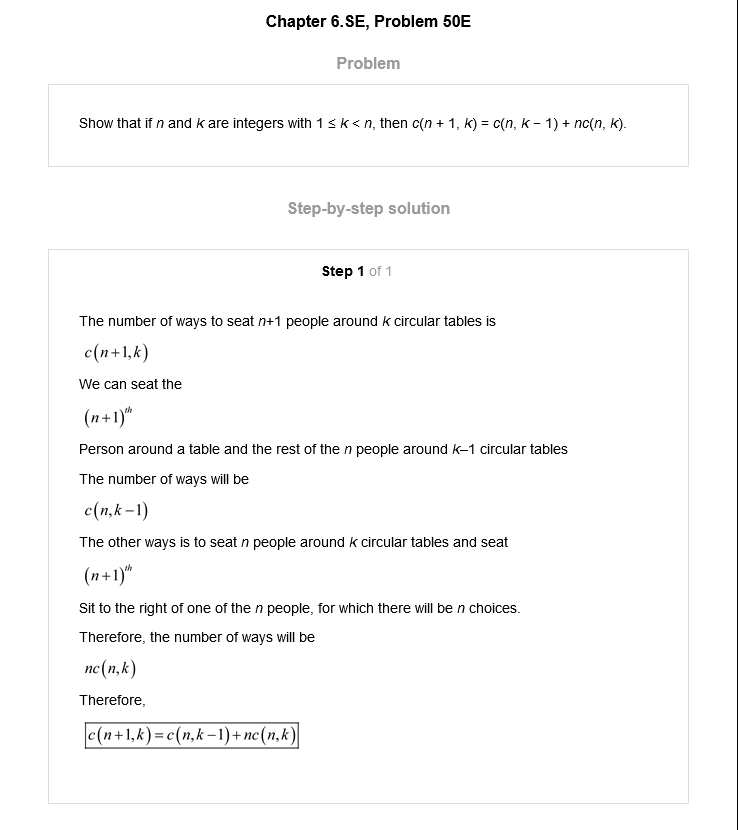 Chapter 6.SE, Problem 50E
Problem
Show that if n and k are integers with 1 ≤ k < n, then c(n + 1, k) = c(n, k − 1) + nc(n, k).
Step-by-step solution
Step 1 of 1
The number of ways to seat n+1 people around k circular tables is
c(n+1,k)
We can seat the
(n+1)^th
Person around a table and the rest of the n people around k–1 circular tables
The number of ways will be
c(n,k−1)
The other ways is to seat n people around k circular tables and seat
(n+1)^th
Sit to the right of one of the n people, for which there will be n choices.
Therefore, the number of ways will be
nc(n,k)
Therefore,
c(n+1,k)=c(n,k−1)+nc(n,k)